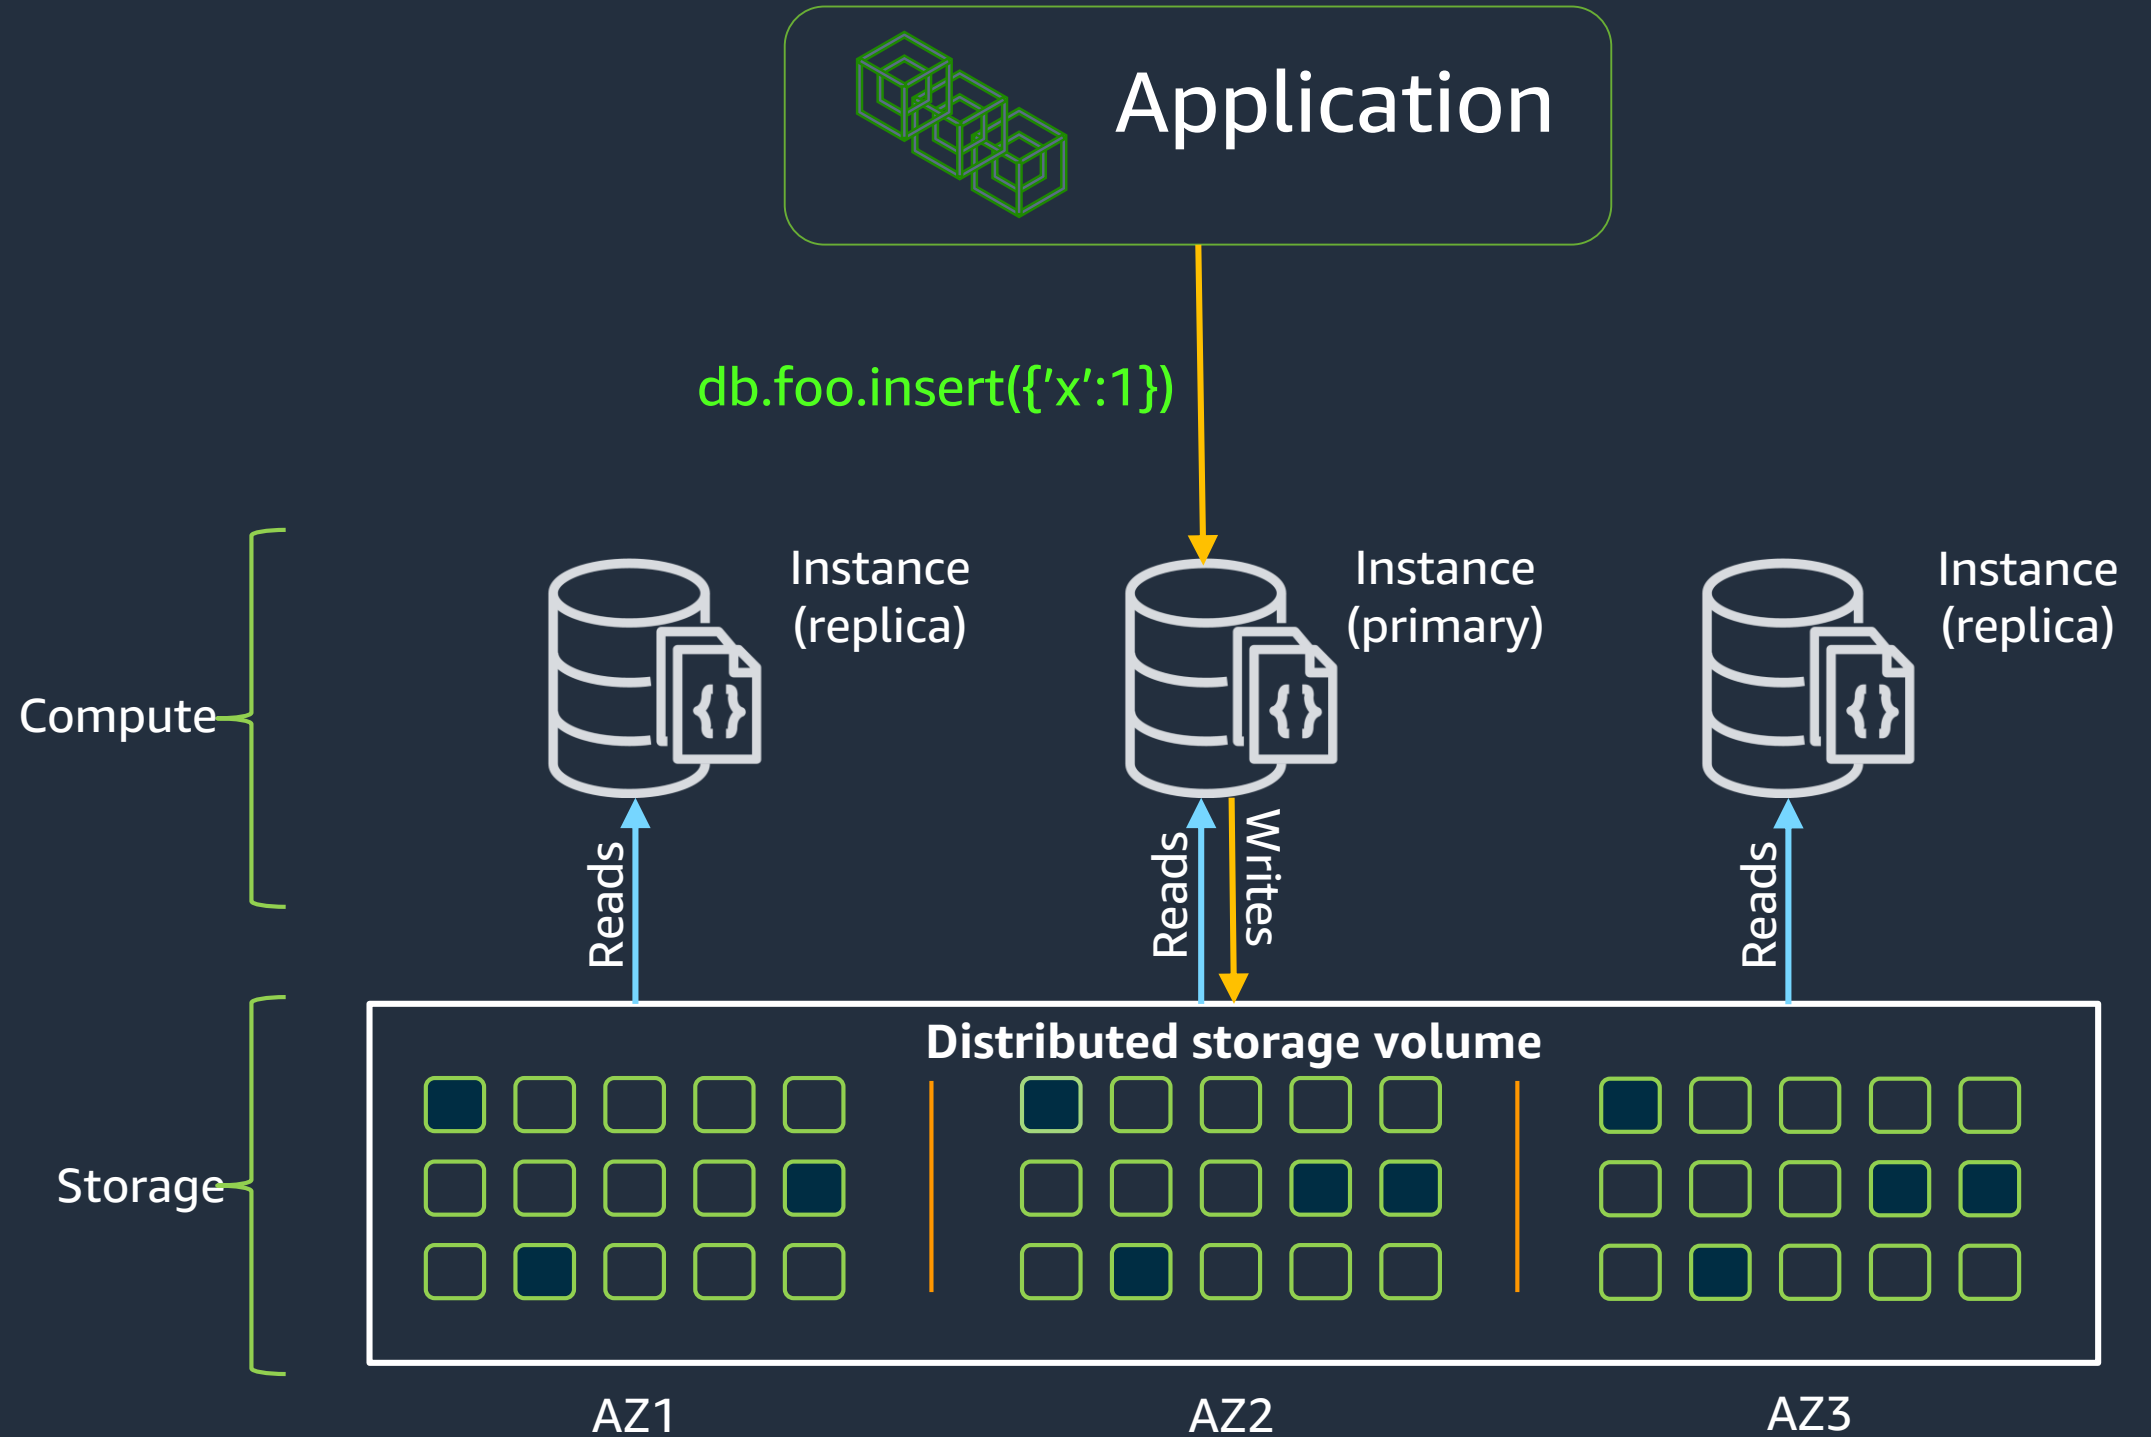 Application
db.foo.insert({’x’:1})
Instance
(replica)
Instance
(primary)
Instance
(replica)
Compute
Reads
Reads
Writes
Reads
Distributed storage volume
Storage
AZ1
AZ2
AZ3